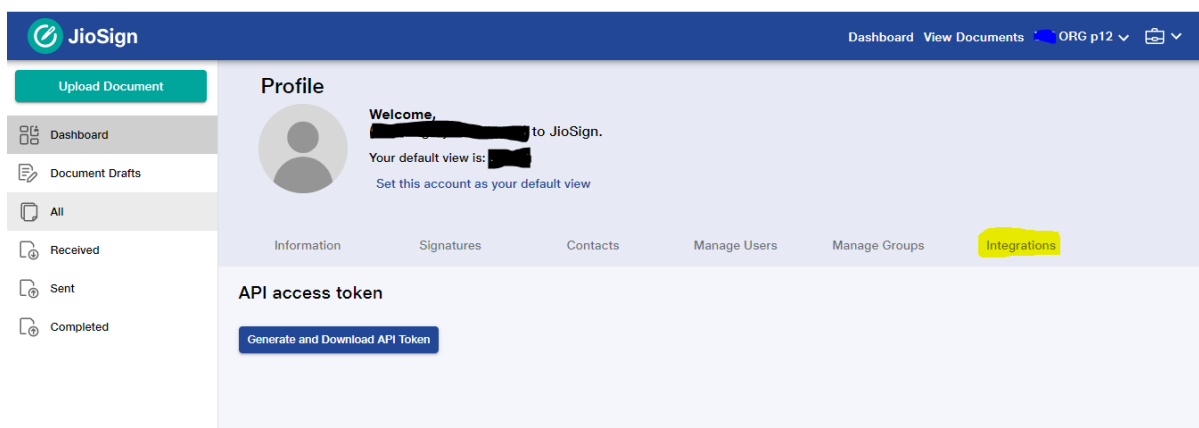 JioSign
Dashboard View Documents ORG p12
Upload Document
Dashboard
Document Drafts
All
Received
Sent
Completed
Profile
Welcome,
to JioSign.
Your default view is:
Set this account as your default view
Information Signatures Contacts Manage Users Manage Groups Integrations
API access token
Generate and Download API Token